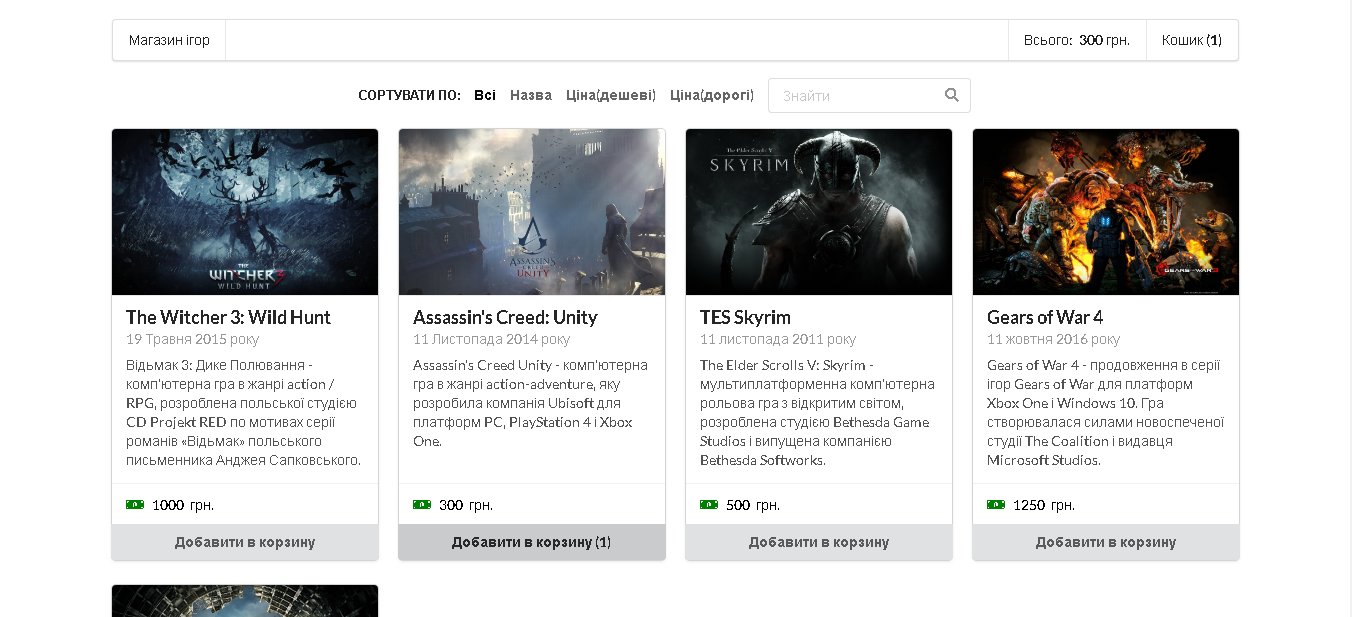 Магазин ігор
Всього: 300 грн.
Кошик (1)
СОРТУВАТИ ПО: Всі Назва Ціна(дешеві) Ціна(дорогі) Знайти
THE WITCHER 3
WILD HUNT
ASSASSIN'S
CREED
UNITY
The Elder Scrolls V
SKYRIM
GEARS OF WAR
The Witcher 3: Wild Hunt
19 Травня 2015 року
Відьмак 3: Дике Полювання -
комп'ютерна гра в жанрі action /
RPG, розроблена польської студією
CD Projekt RED по мотивах серії
романів «Відьмак» польського
письменника Анджея Сапковського.
1000 грн.
Добавити в корзину
Assassin's Creed: Unity
11 Листопада 2014 року
Assassin's Creed Unity - комп'ютерна
гра в жанрі action-adventure, яку
розробила компанія Ubisoft для
платформ PC, PlayStation 4 і Xbox
One.
300 грн.
Добавити в корзину (1)
TES Skyrim
11 листопада 2011 року
The Elder Scrolls V: Skyrim -
мультиплатформенна комп'ютерна
рольова гра з відкритим світом,
розроблена студією Bethesda Game
Studios і випущена компанією
Bethesda Softworks.
500 грн.
Добавити в корзину
Gears of War 4
11 жовтня 2016 року
Gears of War 4 - продовження в серії
ігор Gears of War для платформ
Xbox One і Windows 10. Гра
створювалася силами новоспеченої
студії The Coalition і видавця
Microsoft Studios.
1250 грн.
Добавити в корзину